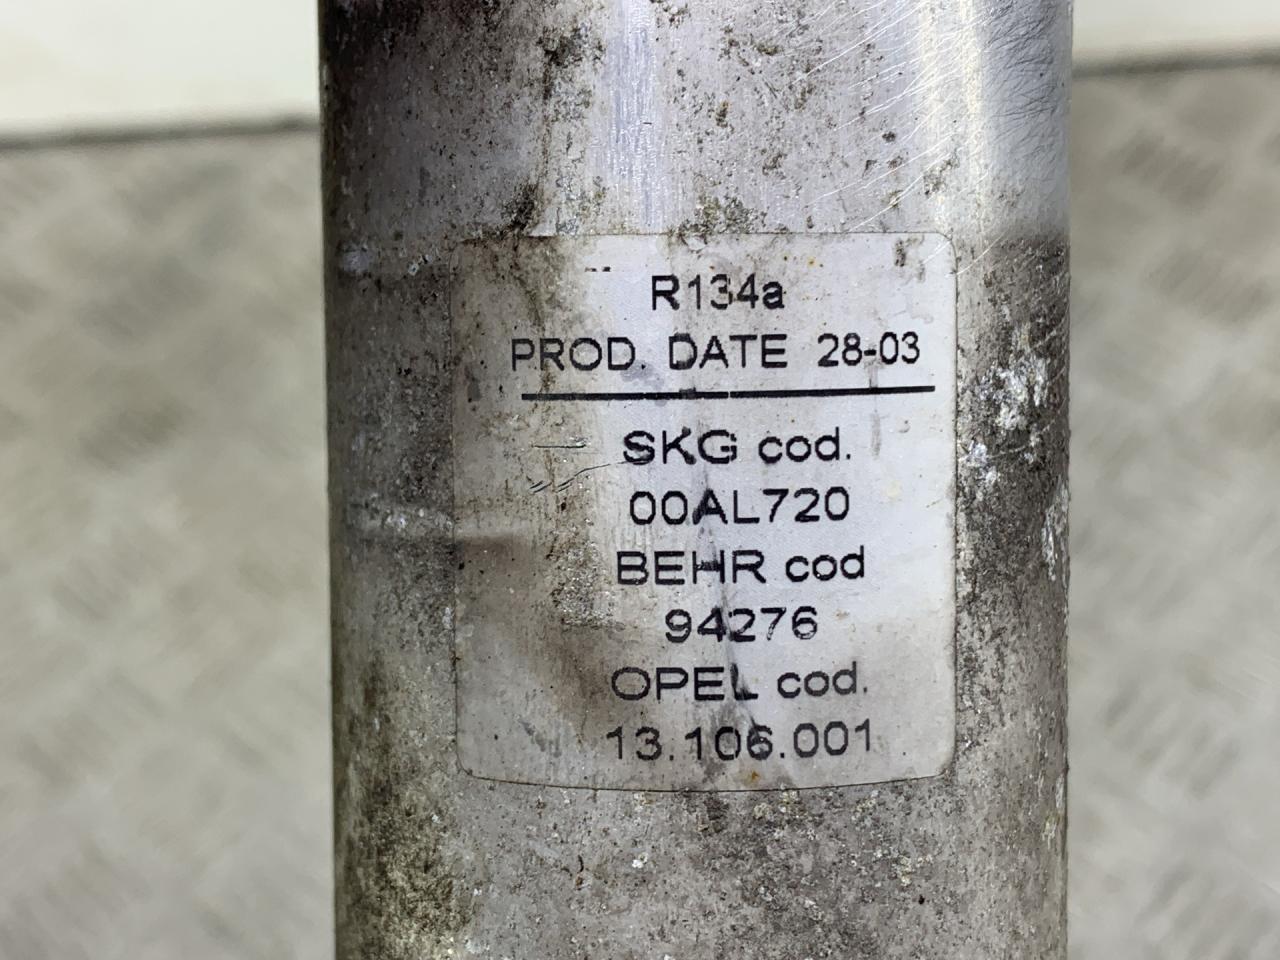 R134a
PROD. DATE 28-03
SKG cod.
00AL720
BEHR cod
94276
OPEL cod.
13.106.001